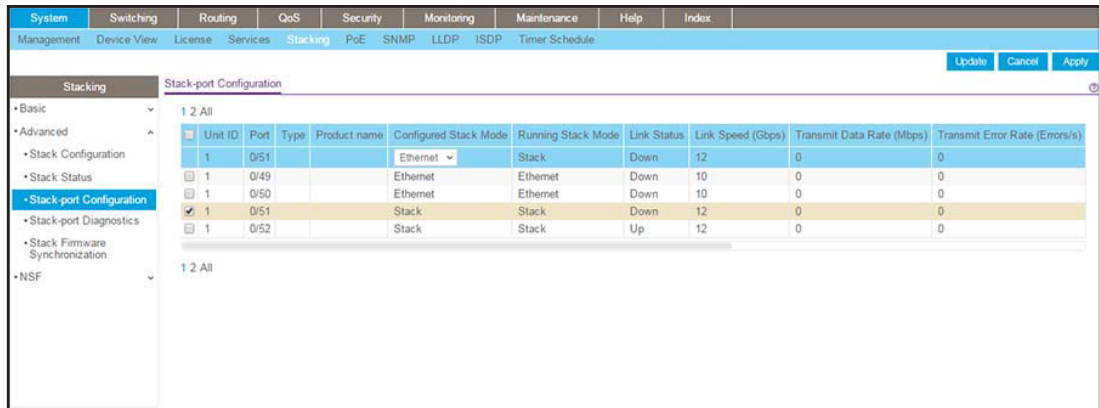 System Switching Routing QoS Security Monitoring Maintenance Help Index
Management Device View License Services Stacking PoE SNMP LLDP ISDP Timer Schedule
Update Cancel Apply
Stacking
Basic
Advanced
Stack Configuration
Stack Status
Stack-port Configuration
Stack-port Diagnostics
Stack Firmware
Synchronization
NSF
Stack-port Configuration
1 2 All
Unit ID Port Type Product name Configured Stack Mode Running Stack Mode Link Status Link Speed (Gbps) Transmit Data Rate (Mbps) Transmit Error Rate (Errors/s)
1 0/51 Ethernet Stack Down 12 0 0
1 0/49 Ethernet Ethernet Down 10 0 0
1 0/50 Ethernet Ethernet Down 10 0 0
1 0/51 Stack Stack Down 12 0 0
1 0/52 Stack Stack Up 12 0 0
1 2 All